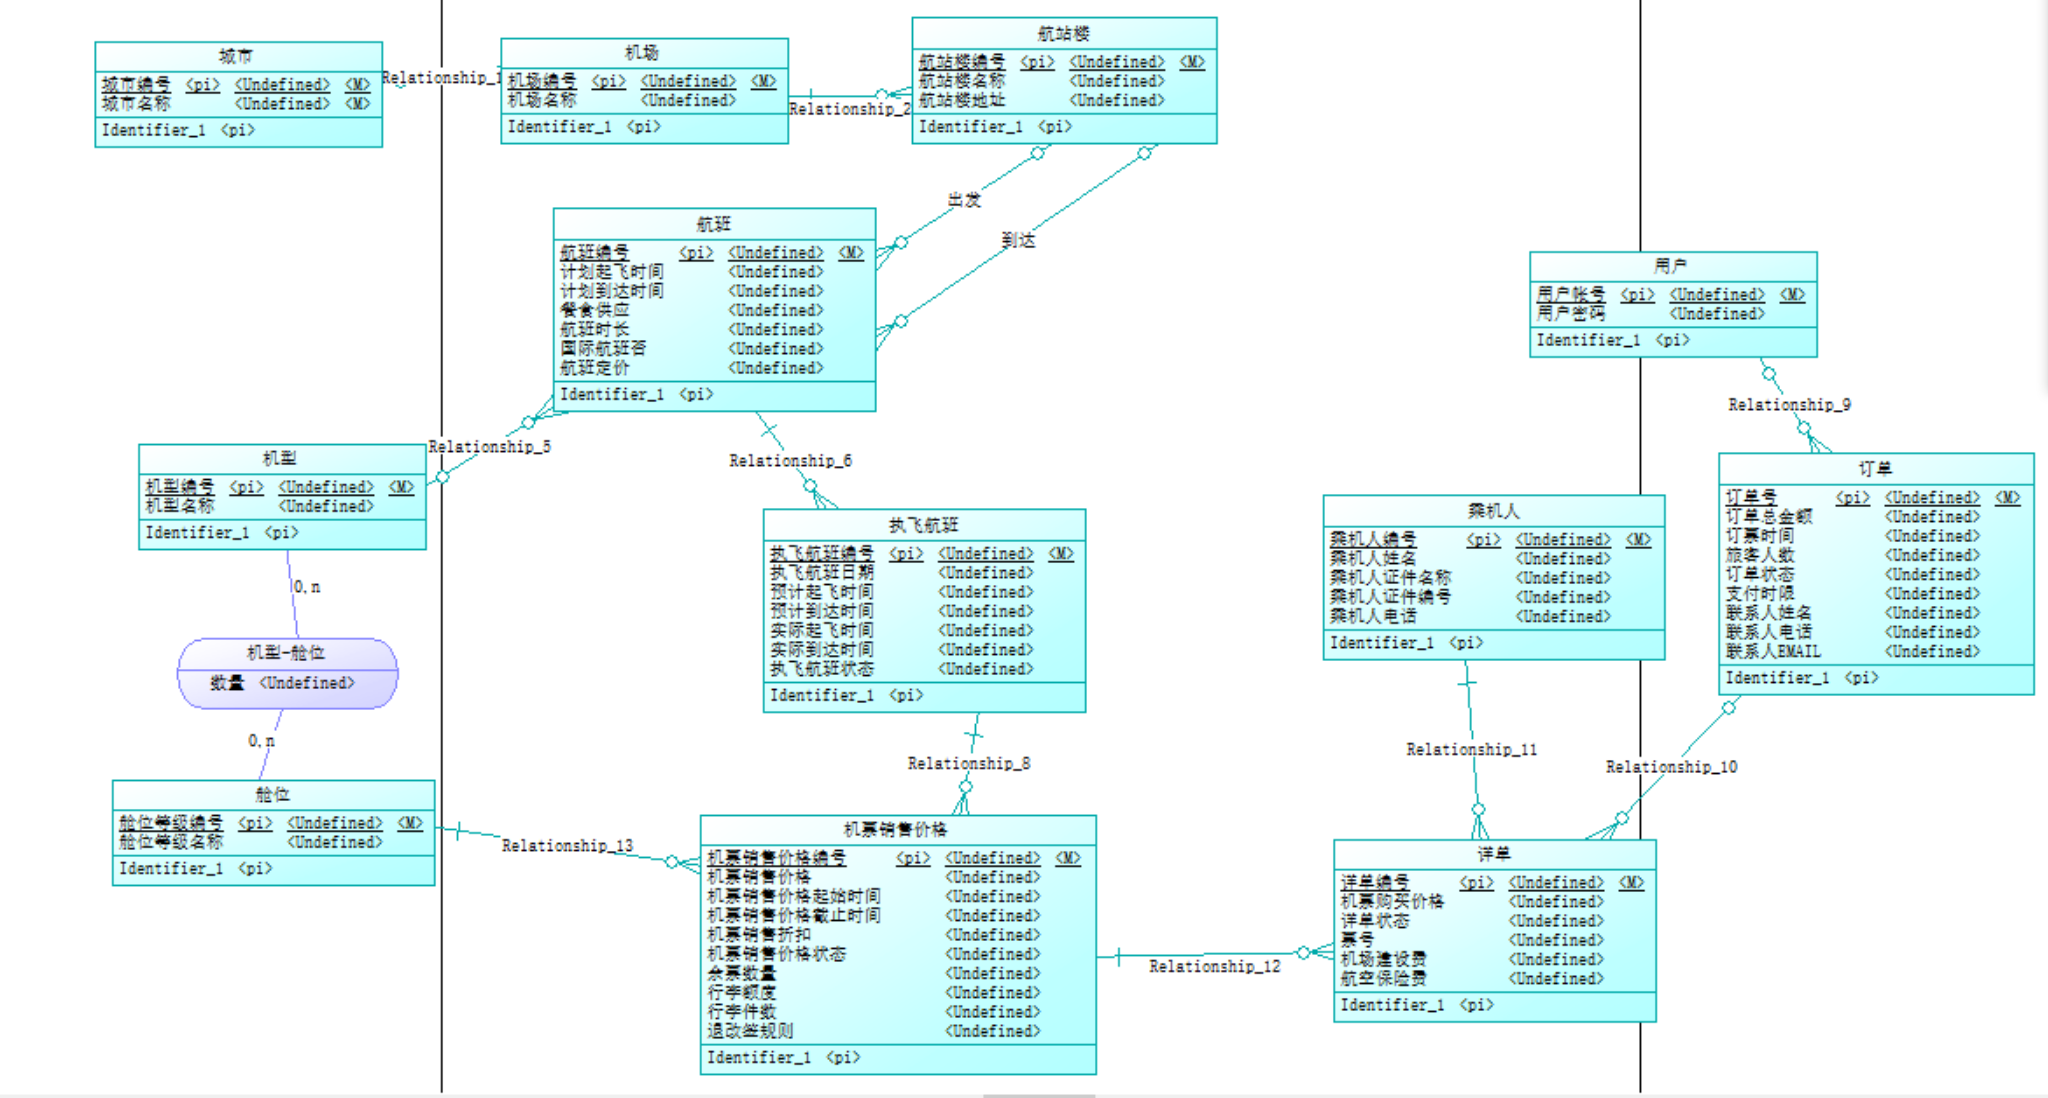 城市
城市编号 <pi> <Undefined> <M>
城市名称 <Undefined> <M>
Identifier_1 <pi>
Relationship_1
机场
机场编号 <pi> <Undefined> <M>
机场名称 <Undefined>
Identifier_1 <pi>
Relationship_2
航站楼
航站楼编号 <pi> <Undefined> <M>
航站楼名称 <Undefined>
航站楼地址 <Undefined>
Identifier_1 <pi>
出发
到达
航班
航班编号 <pi> <Undefined> <M>
计划起飞时间 <Undefined>
计划到达时间 <Undefined>
餐食供应 <Undefined>
航班时长 <Undefined>
国际航班否 <Undefined>
航班定价 <Undefined>
Identifier_1 <pi>
用户
用户帐号 <pi> <Undefined> <M>
用户密码 <Undefined>
Identifier_1 <pi>
Relationship_9
Relationship_5
Relationship_6
机型
机型编号 <pi> <Undefined> <M>
机型名称 <Undefined>
Identifier_1 <pi>
0,n
机型-舱位
数量 <Undefined>
0,n
舱位
舱位等级编号 <pi> <Undefined> <M>
舱位等级名称 <Undefined>
Identifier_1 <pi>
执飞航班
执飞航班编号 <pi> <Undefined> <M>
执飞航班日期 <Undefined>
预计起飞时间 <Undefined>
预计到达时间 <Undefined>
实际起飞时间 <Undefined>
实际到达时间 <Undefined>
执飞航班状态 <Undefined>
Identifier_1 <pi>
Relationship_8
乘机人
乘机人编号 <pi> <Undefined> <M>
乘机人姓名 <Undefined>
乘机人证件名称 <Undefined>
乘机人证件编号 <Undefined>
乘机人电话 <Undefined>
Identifier_1 <pi>
订单
订单号 <pi> <Undefined> <M>
订单总金额 <Undefined>
订票时间 <Undefined>
旅客人数 <Undefined>
订单状态 <Undefined>
支付时限 <Undefined>
联系人姓名 <Undefined>
联系人电话 <Undefined>
联系人EMAIL <Undefined>
Identifier_1 <pi>
Relationship_11
Relationship_10
Relationship_13
机票销售价格
机票销售价格编号 <pi> <Undefined> <M>
机票销售价格 <Undefined>
机票销售价格起始时间 <Undefined>
机票销售价格截止时间 <Undefined>
机票销售折扣 <Undefined>
机票销售价格状态 <Undefined>
余票数量 <Undefined>
行李额度 <Undefined>
行李件数 <Undefined>
退改签规则 <Undefined>
Identifier_1 <pi>
Relationship_12
详单
详单编号 <pi> <Undefined> <M>
机票购买价格 <Undefined>
详单状态 <Undefined>
票号 <Undefined>
机场建设费 <Undefined>
航空保险费 <Undefined>
Identifier_1 <pi>